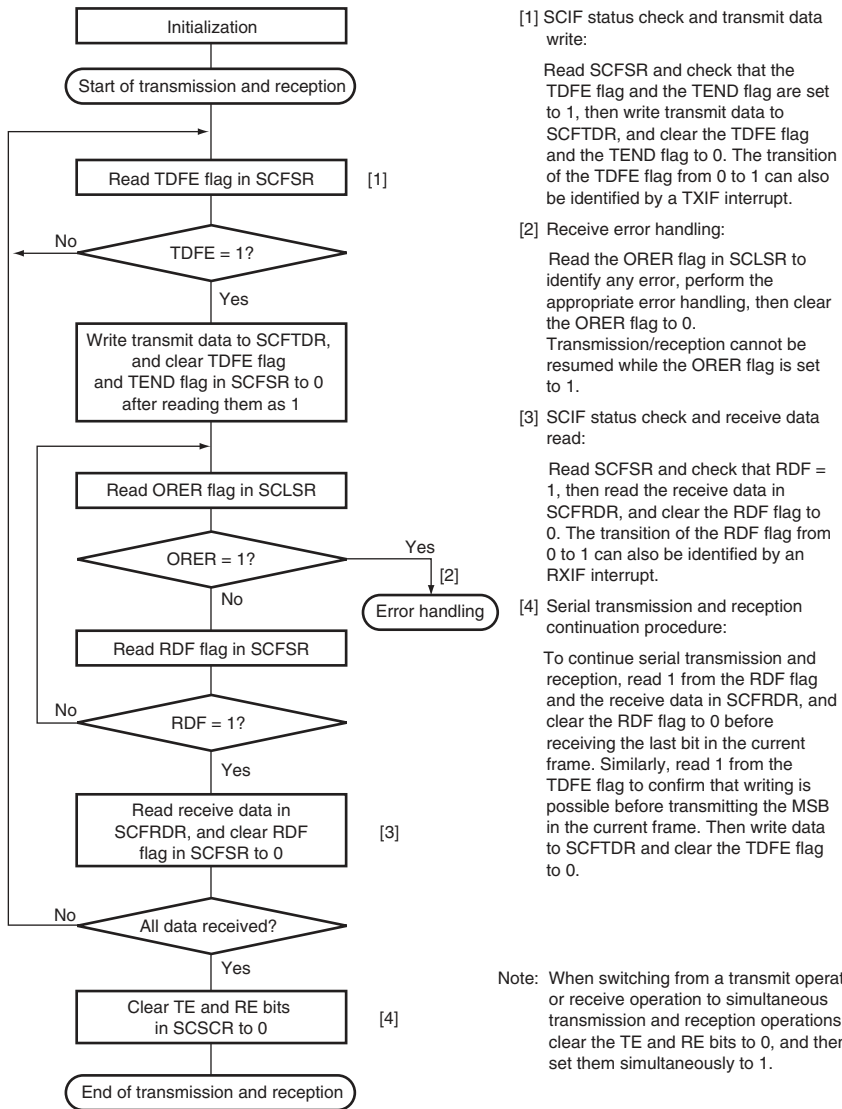 Initialization
Start of transmission and reception
Read TDFE flag in SCFSR
[1]
No
TDFE = 1?
Yes
Write transmit data to SCFTDR,
and clear TDFE flag
and TEND flag in SCFSR to 0
after reading them as 1
Read ORER flag in SCLSR
ORER = 1?
Yes
[2]
No
Error handling
Read RDF flag in SCFSR
No
RDF = 1?
Yes
Read receive data in
SCFRDR, and clear RDF
flag in SCFSR to 0
[3]
No
All data received?
Yes
Clear TE and RE bits
in SCSCR to 0
[4]
End of transmission and reception
[1] SCIF status check and transmit data
write:
Read SCFSR and check that the
TDFE flag and the TEND flag are set
to 1, then write transmit data to
SCFTDR, and clear the TDFE flag
and the TEND flag to 0. The transition
of the TDFE flag from 0 to 1 can also
be identified by a TXIF interrupt.
[2] Receive error handling:
Read the ORER flag in SCLSR to
identify any error, perform the
appropriate error handling, then clear
the ORER flag to 0.
Transmission/reception cannot be
resumed while the ORER flag is set
to 1.
[3] SCIF status check and receive data
read:
Read SCFSR and check that RDF =
1, then read the receive data in
SCFRDR, and clear the RDF flag to
0. The transition of the RDF flag from
0 to 1 can also be identified by an
RXIF interrupt.
[4] Serial transmission and reception
continuation procedure:
To continue serial transmission and
reception, read 1 from the RDF flag
and the receive data in SCFRDR, and
clear the RDF flag to 0 before
receiving the last bit in the current
frame. Similarly, read 1 from the
TDFE flag to confirm that writing is
possible before transmitting the MSB
in the current frame. Then write data
to SCFTDR and clear the TDFE flag
to 0.
Note: When switching from a transmit operat
or receive operation to simultaneous
transmission and reception operations
clear the TE and RE bits to 0, and then
set them simultaneously to 1.